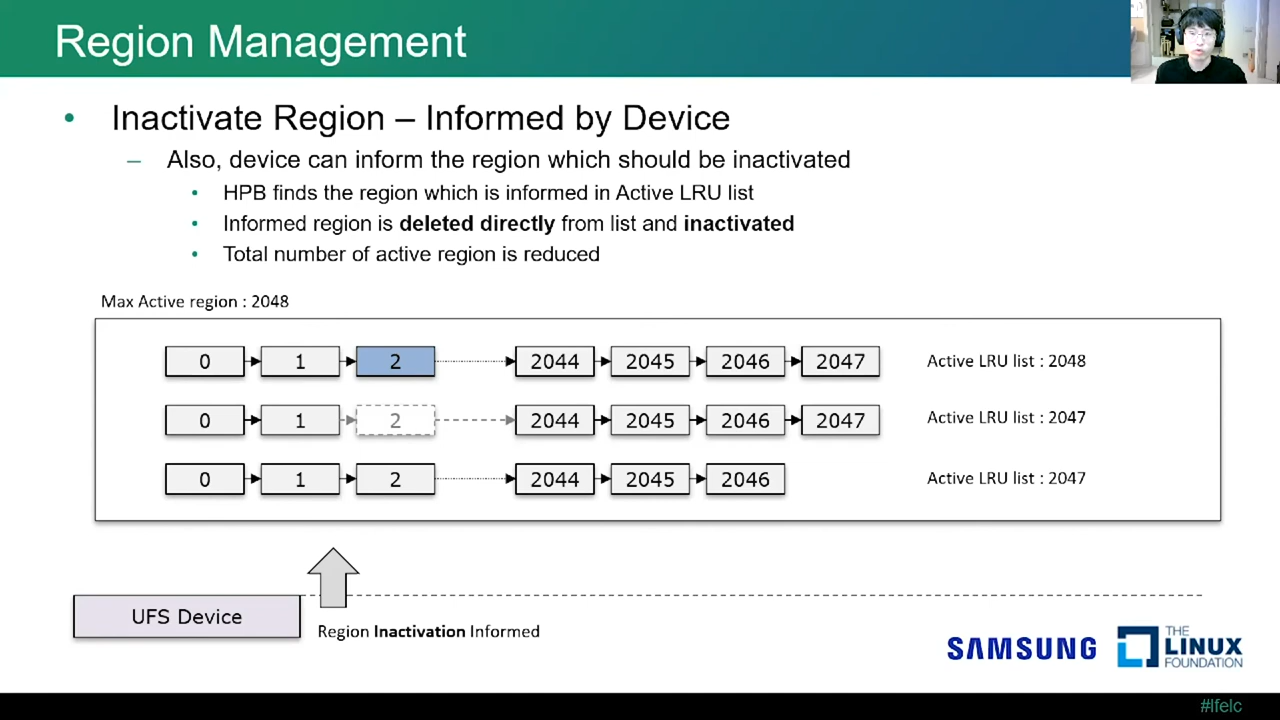 Region Management
• Inactivate Region – Informed by Device
– Also, device can inform the region which should be inactivated
• HPB finds the region which is informed in Active LRU list
• Informed region is deleted directly from list and inactivated
• Total number of active region is reduced
Max Active region : 2048
0 1 2 2044 2045 2046 2047 Active LRU list : 2048
0 1 2 2044 2045 2046 2047 Active LRU list : 2047
0 1 2 2044 2045 2046 Active LRU list : 2047
UFS Device
Region Inactivation Informed
SAMSUNG
THE
LINUX
FOUNDATION
#lfelc